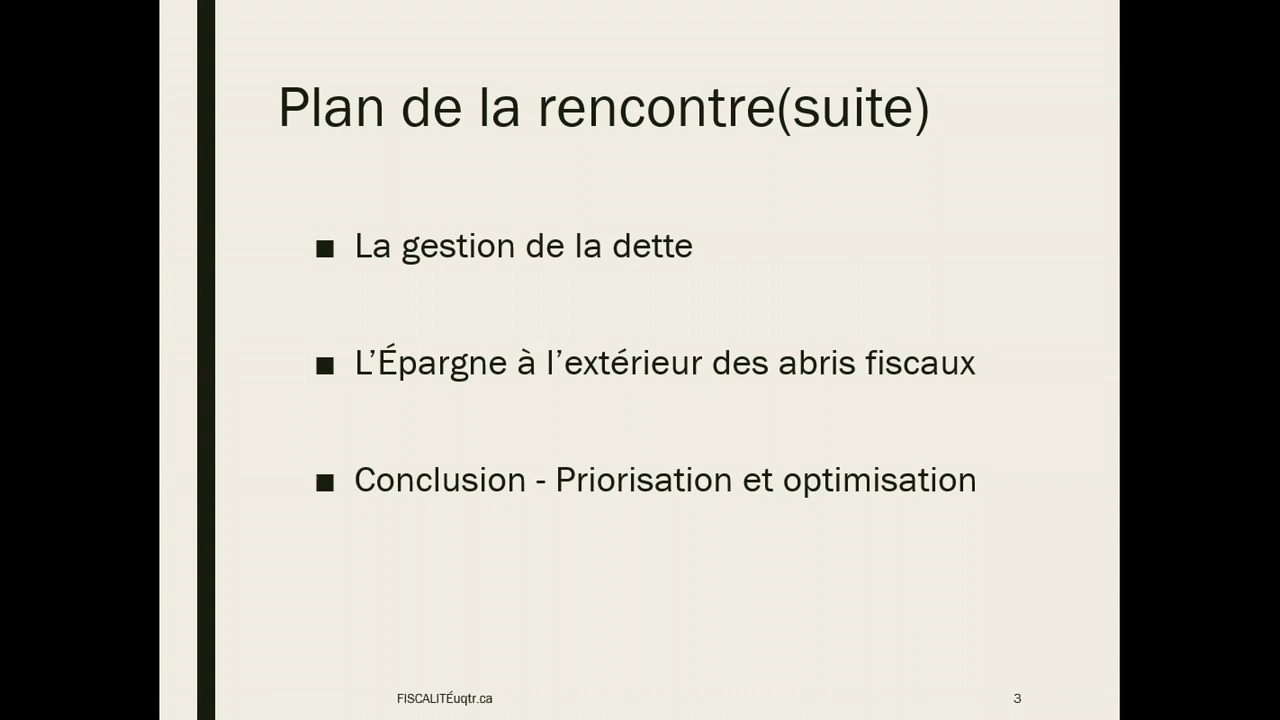 Plan de la rencontre(suite)
■ La gestion de la dette
■ L’Épargne à l’extérieur des abris fiscaux
■ Conclusion - Priorisation et optimisation
FISCALITÉuqtr.ca
3